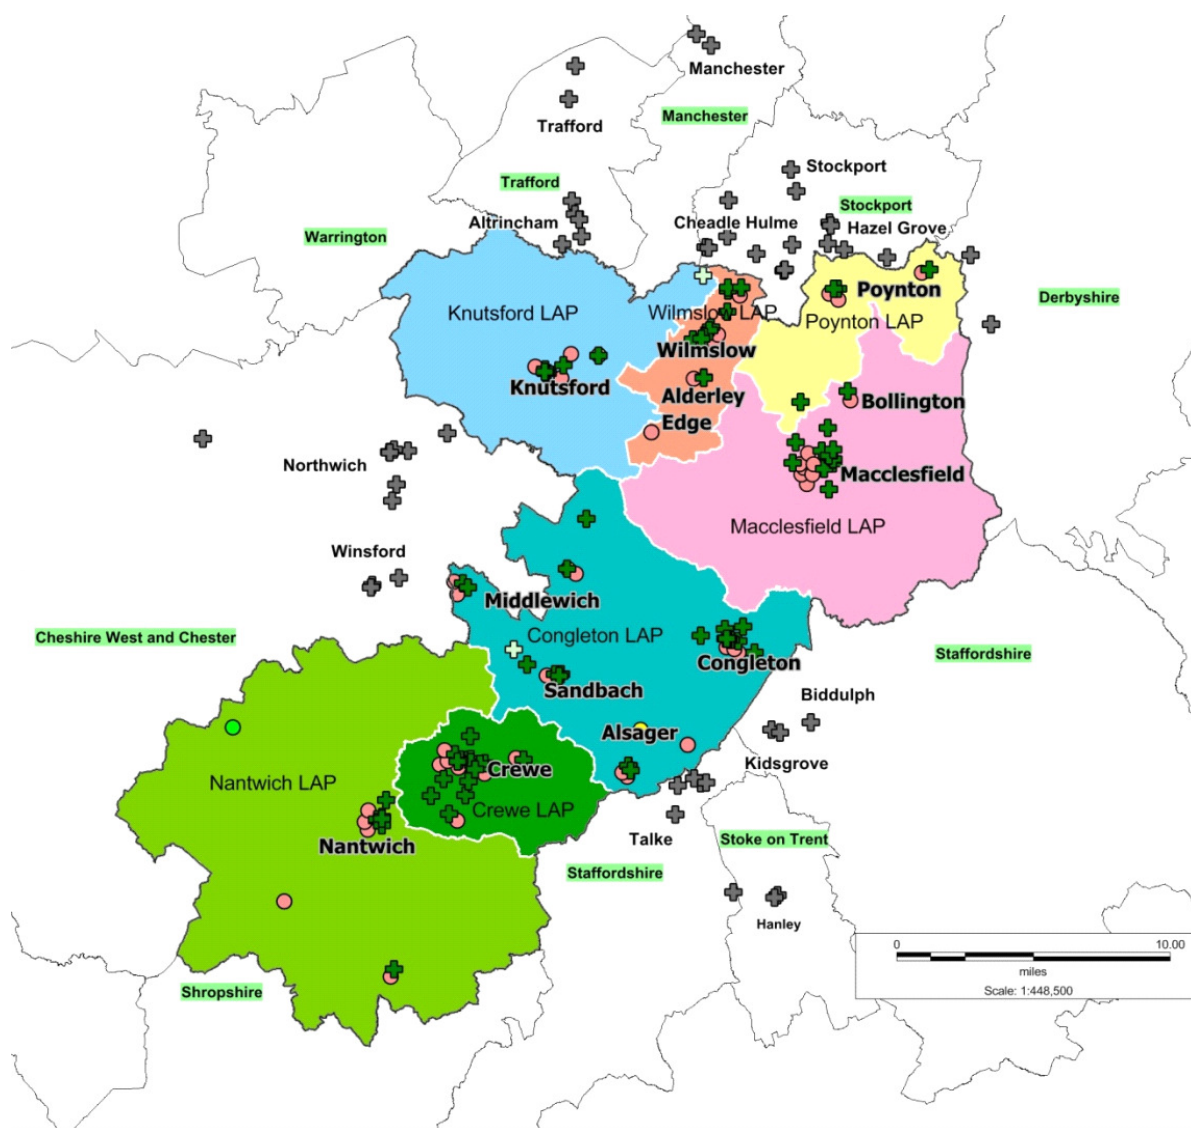 Manchester
Manchester
Trafford
Stockport
Trafford
Stockport
Altrincham
Cheadle Hulme
Hazel Grove
Warrington
Poynton
Derbyshire
Knutsford LAP
Wilmslow LAP
Poynton LAP
Wilmslow
Knutsford
Alderley
Edge
Bollington
Northwich
Macclesfield
Macclesfield LAP
Winsford
Middlewich
Cheshire West and Chester
Congleton LAP
Congleton
Staffordshire
Sandbach
Biddulph
Alsager
Kidsgrove
Crewe
Nantwich LAP
Crewe LAP
Nantwich
Talke
Stoke on Trent
Staffordshire
Hanley
Shropshire
0 10.00
miles
Scale: 1:448,500